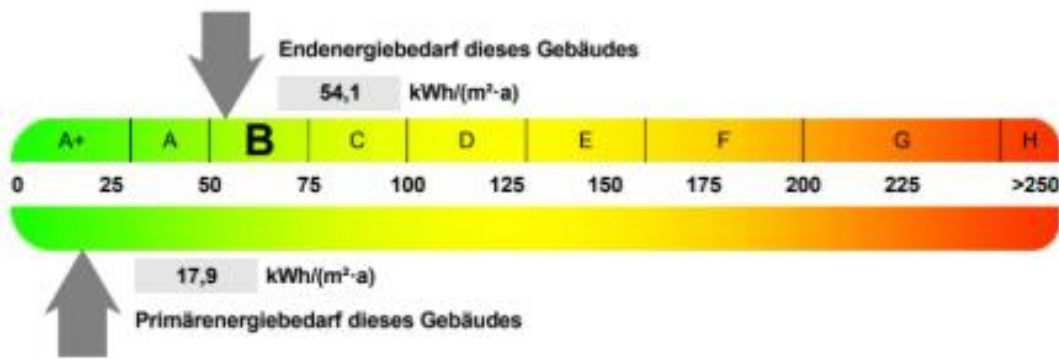 Endenergiebedarf dieses Gebäudes
54,1 kWh/(m²·a)
A+ A B C D E F G H
0 25 50 75 100 125 150 175 200 225 >250
17,9 kWh/(m²·a)
Primärenergiebedarf dieses Gebäudes